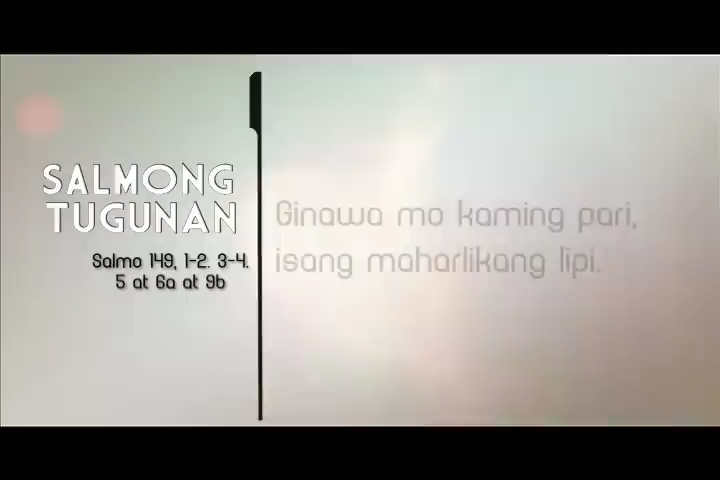 SALMONG
TUGUNAN
Salmo 149, 1-2. 3-4.
5 at 6a at 9b
Ginawa mo kaming pari,
isang maharlikang lipi.